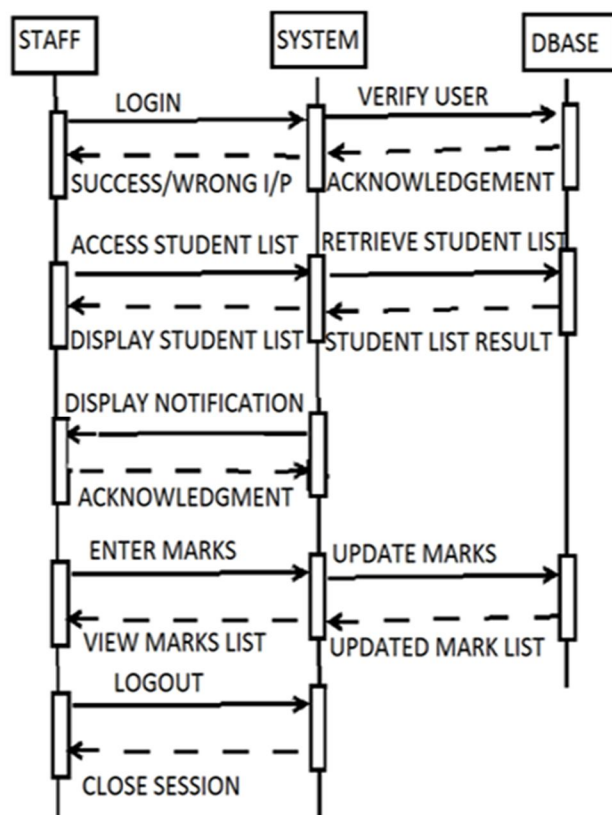 STAFF
SYSTEM
DBASE
LOGIN
VERIFY USER
SUCCESS/WRONG I/P
ACKNOWLEDGEMENT
ACCESS STUDENT LIST
RETRIEVE STUDENT LIST
DISPLAY STUDENT LIST
STUDENT LIST RESULT
DISPLAY NOTIFICATION
ACKNOWLEDGMENT
ENTER MARKS
UPDATE MARKS
VIEW MARKS LIST
UPDATED MARK LIST
LOGOUT
CLOSE SESSION